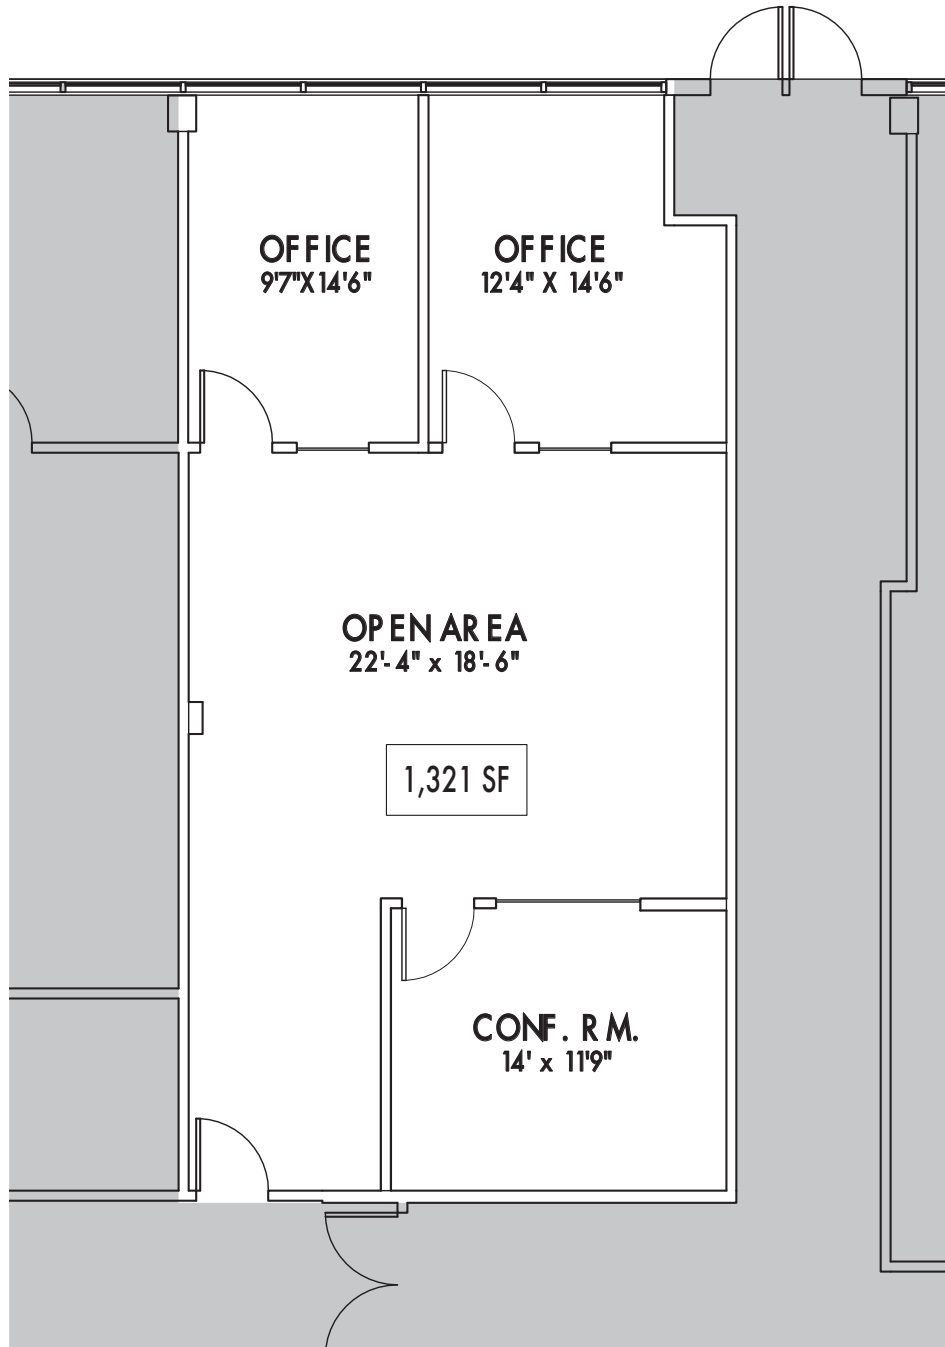 OFFICE
9'7"X14'6"
OFFICE
12'4" X 14'6"
OPEN AREA
22'-4" x 18'-6"
1,321 SF
CONF. RM.
14' x 11'9"